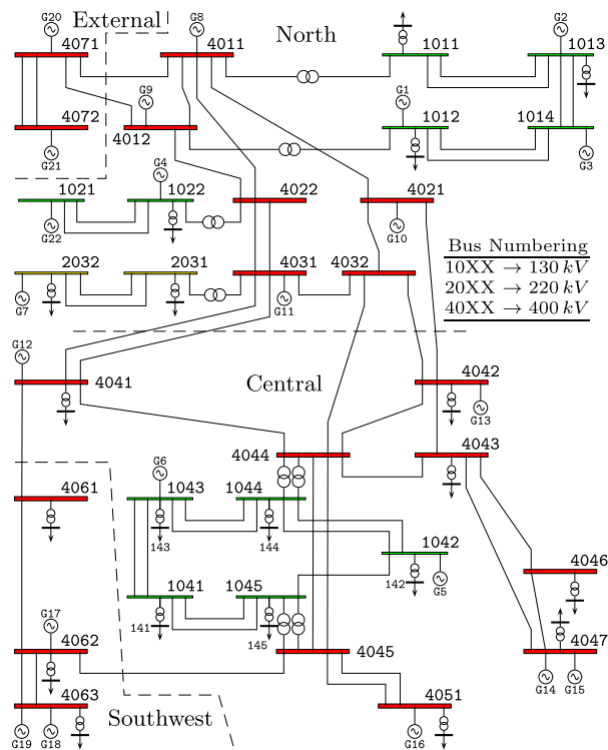 G20
External
G8
North
G2
4071
4011
1011
1013
G9
G1
4072
4012
1012
1014
G21
G3
G4
1021
1022
4022
4021
G22
G10
Bus Numbering
10XX → 130 kV
20XX → 220 kV
40XX → 400 kV
2032
2031
4031
4032
G7
G11
G12
4041
Central
4042
G13
4044
4043
G6
4061
1043
1044
143
144
1042
142
G5
4046
1041
1045
141
145
G17
4062
4045
4047
G14
G15
4063
4051
Southwest
G19
G18
G16